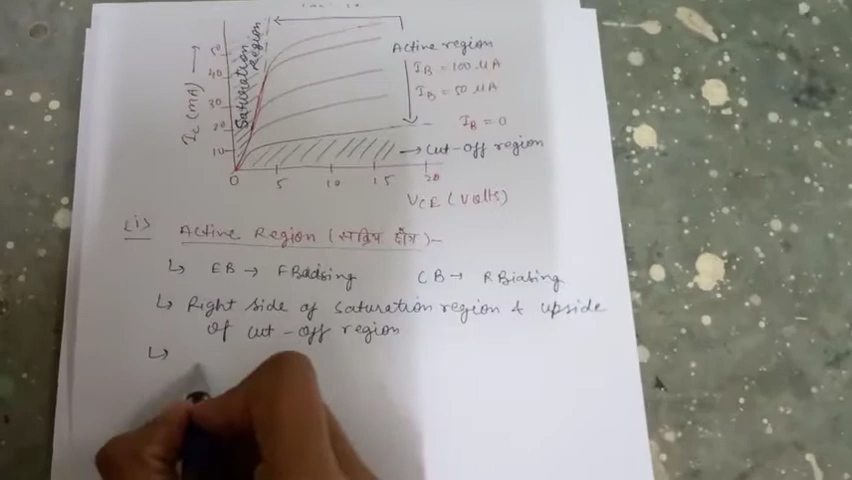 Saturation
Region
50
40
30
20
10
0
5
10
15
20
IC (mA) →
Active region
IB = 100 μA
IB = 50 μA
IB = 0
→ Cut-off region
VCE (Volts)
(i) Active Region (सक्रिय क्षेत्र)-
↳ EB → FBiasing CB → RBiasing
↳ Right side of saturation region & upside
of cut-off region
↳